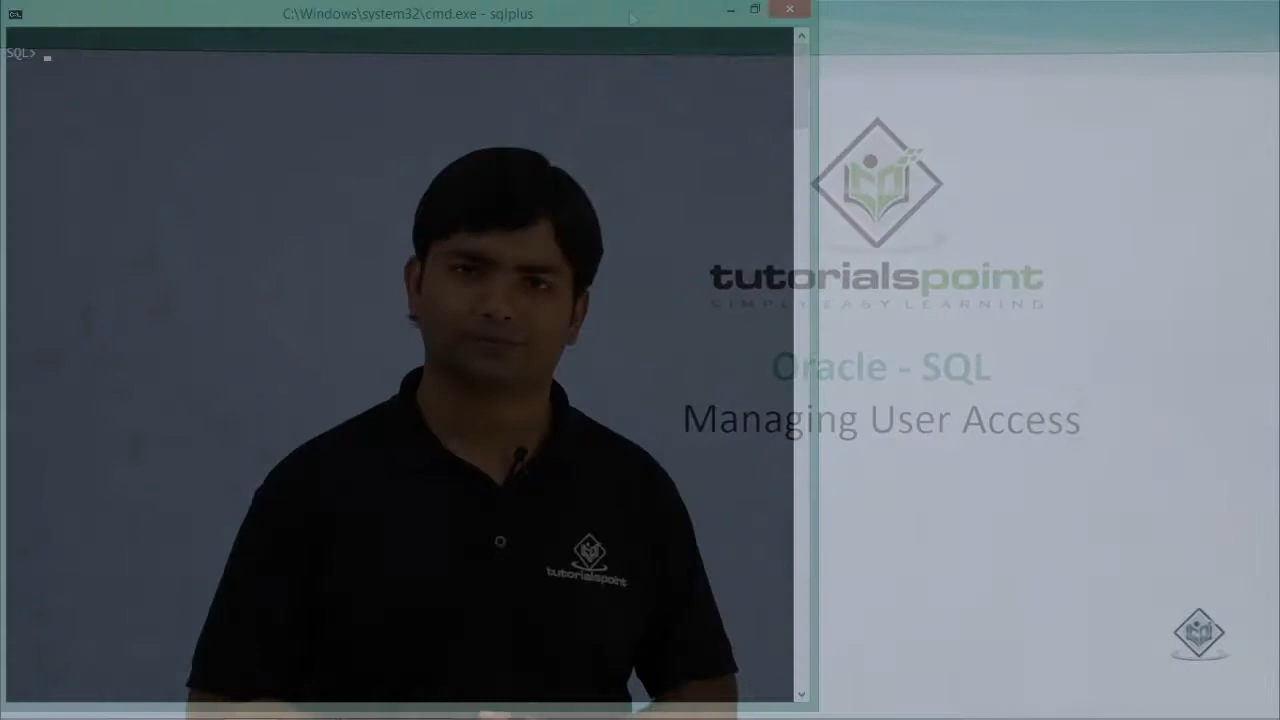 C:\Windows\system32\cmd.exe - sqlplus
SQL>
tutorialspoint
SIMPLY EASY LEARNING
Oracle - SQL
Managing User Access
tutorialspoint